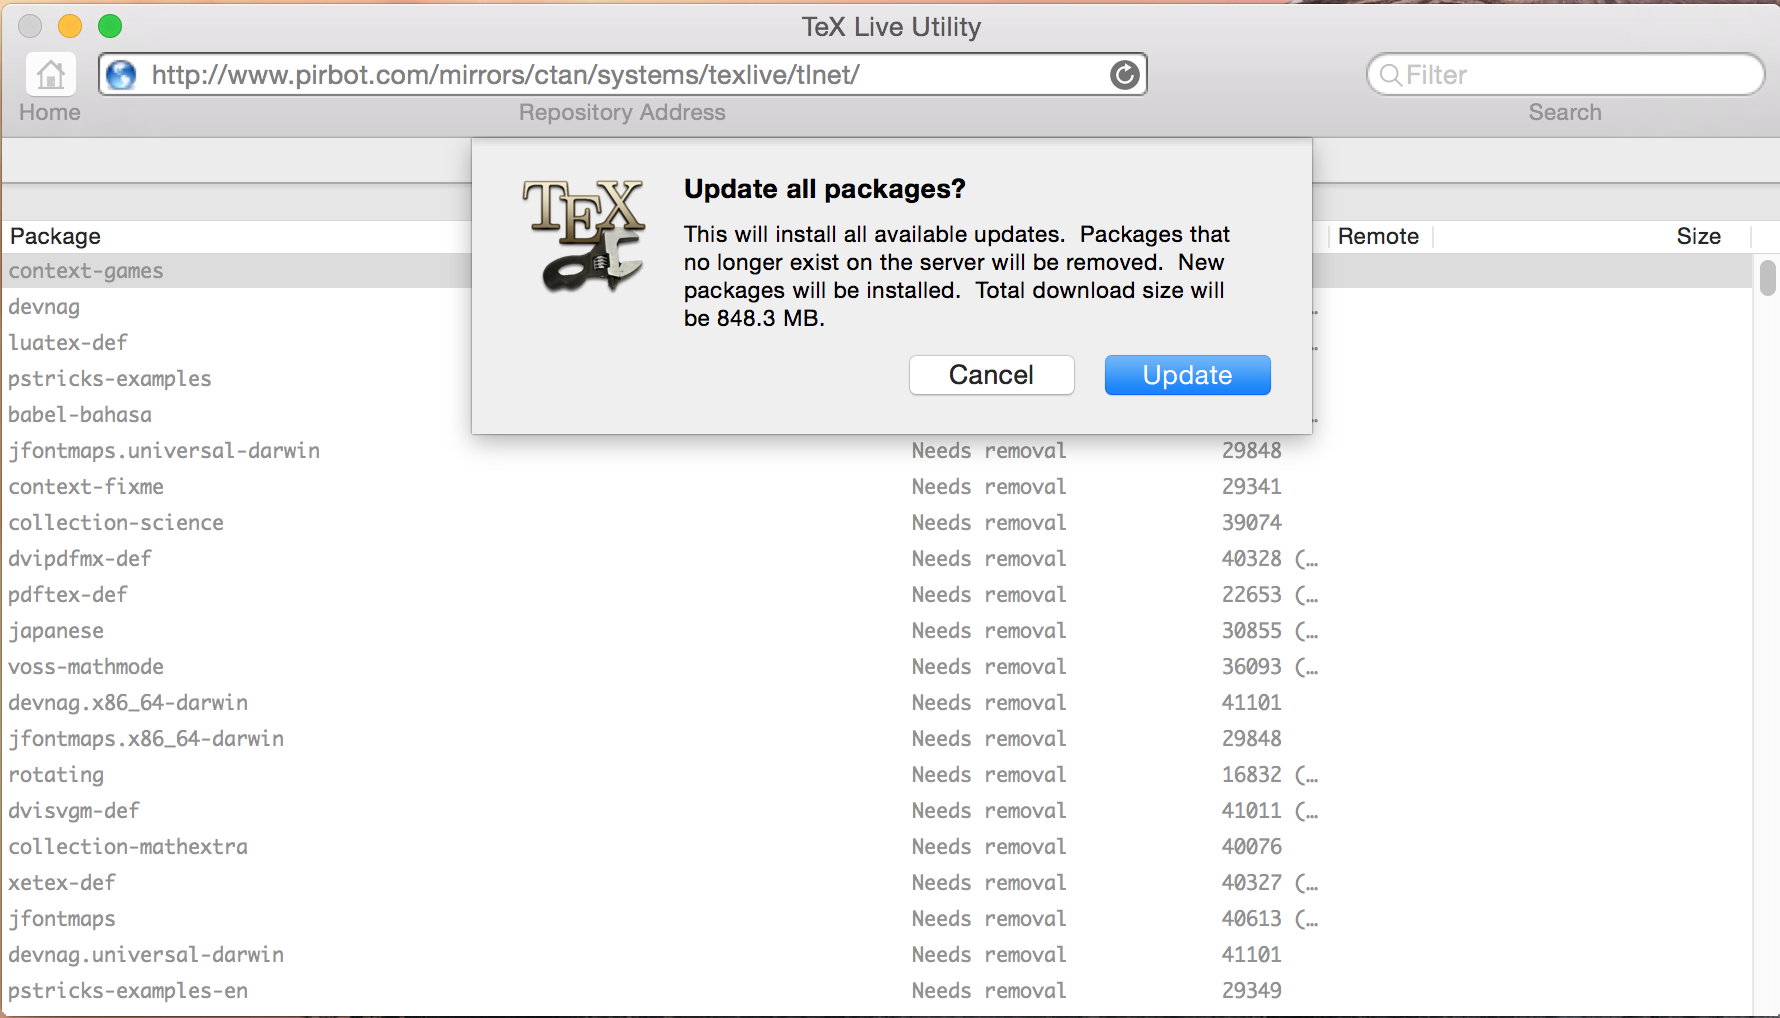 TeX Live Utility
http://www.pirbot.com/mirrors/ctan/systems/texlive/tlnet/
Filter
Home
Repository Address
Search
TEX
Update all packages?
This will install all available updates.  Packages that
no longer exist on the server will be removed.  New
packages will be installed.  Total download size will
be 848.3 MB.
Cancel
Update
Package
Remote
Size
context-games
devnag
luatex-def
pstricks-examples
babel-bahasa
jfontmaps.universal-darwin Needs removal 29848
context-fixme Needs removal 29341
collection-science Needs removal 39074
dvipdfmx-def Needs removal 40328 (…
pdftex-def Needs removal 22653 (…
japanese Needs removal 30855 (…
voss-mathmode Needs removal 36093 (…
devnag.x86_64-darwin Needs removal 41101
jfontmaps.x86_64-darwin Needs removal 29848
rotating Needs removal 16832 (…
dvisvgm-def Needs removal 41011 (…
collection-mathextra Needs removal 40076
xetex-def Needs removal 40327 (…
jfontmaps Needs removal 40613 (…
devnag.universal-darwin Needs removal 41101
pstricks-examples-en Needs removal 29349